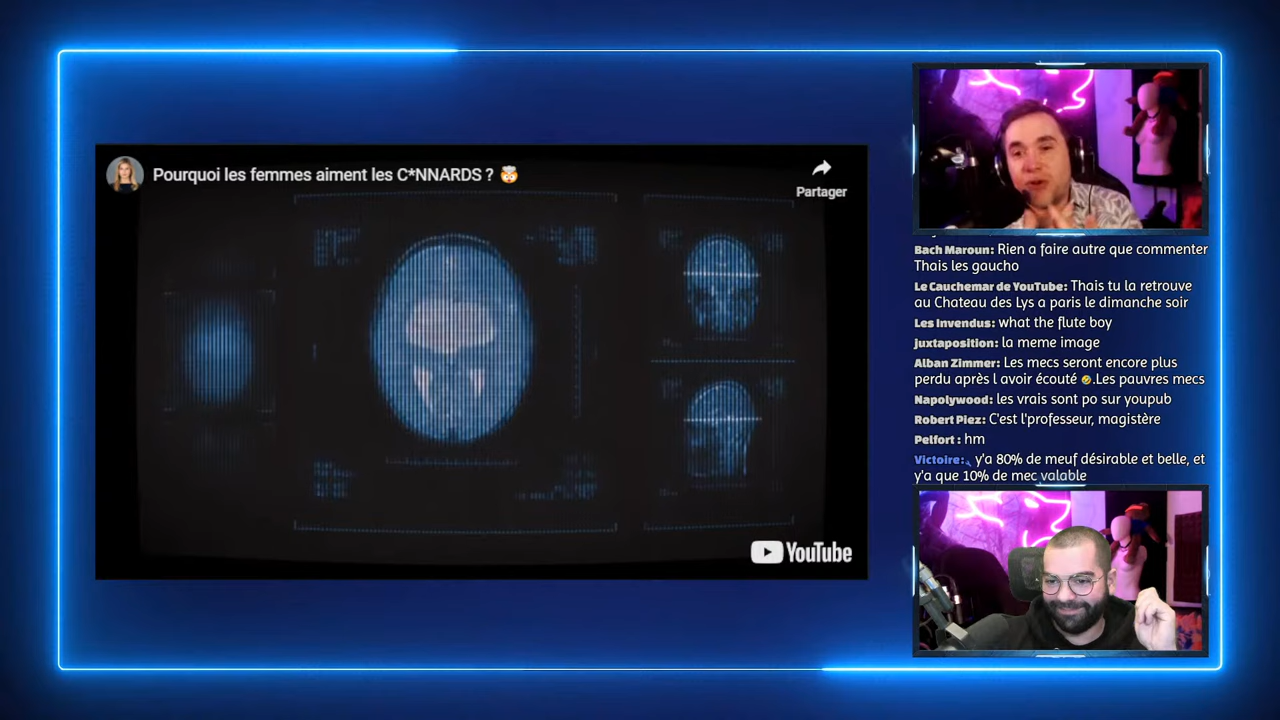 Pourquoi les femmes aiment les C*NNARDS ? 🤯
Partager
YouTube
Bach Maroun: Rien a faire autre que commenter
Thais les gaucho
Le Cauchemar de YouTube: Thais tu la retrouve
au Chateau des Lys a paris le dimanche soir
Les Invendus: what the flute boy
juxtaposition: la meme image
Alban Zimmer: Les mecs seront encore plus
perdu après l avoir écouté 🤣.Les pauvres mecs
Napolywood: les vrais sont po sur youpub
Robert Piez: C'est l'professeur, magistère
Pelfort : hm
Victoire: y'a 80% de meuf désirable et belle, et
y'a que 10% de mec valable